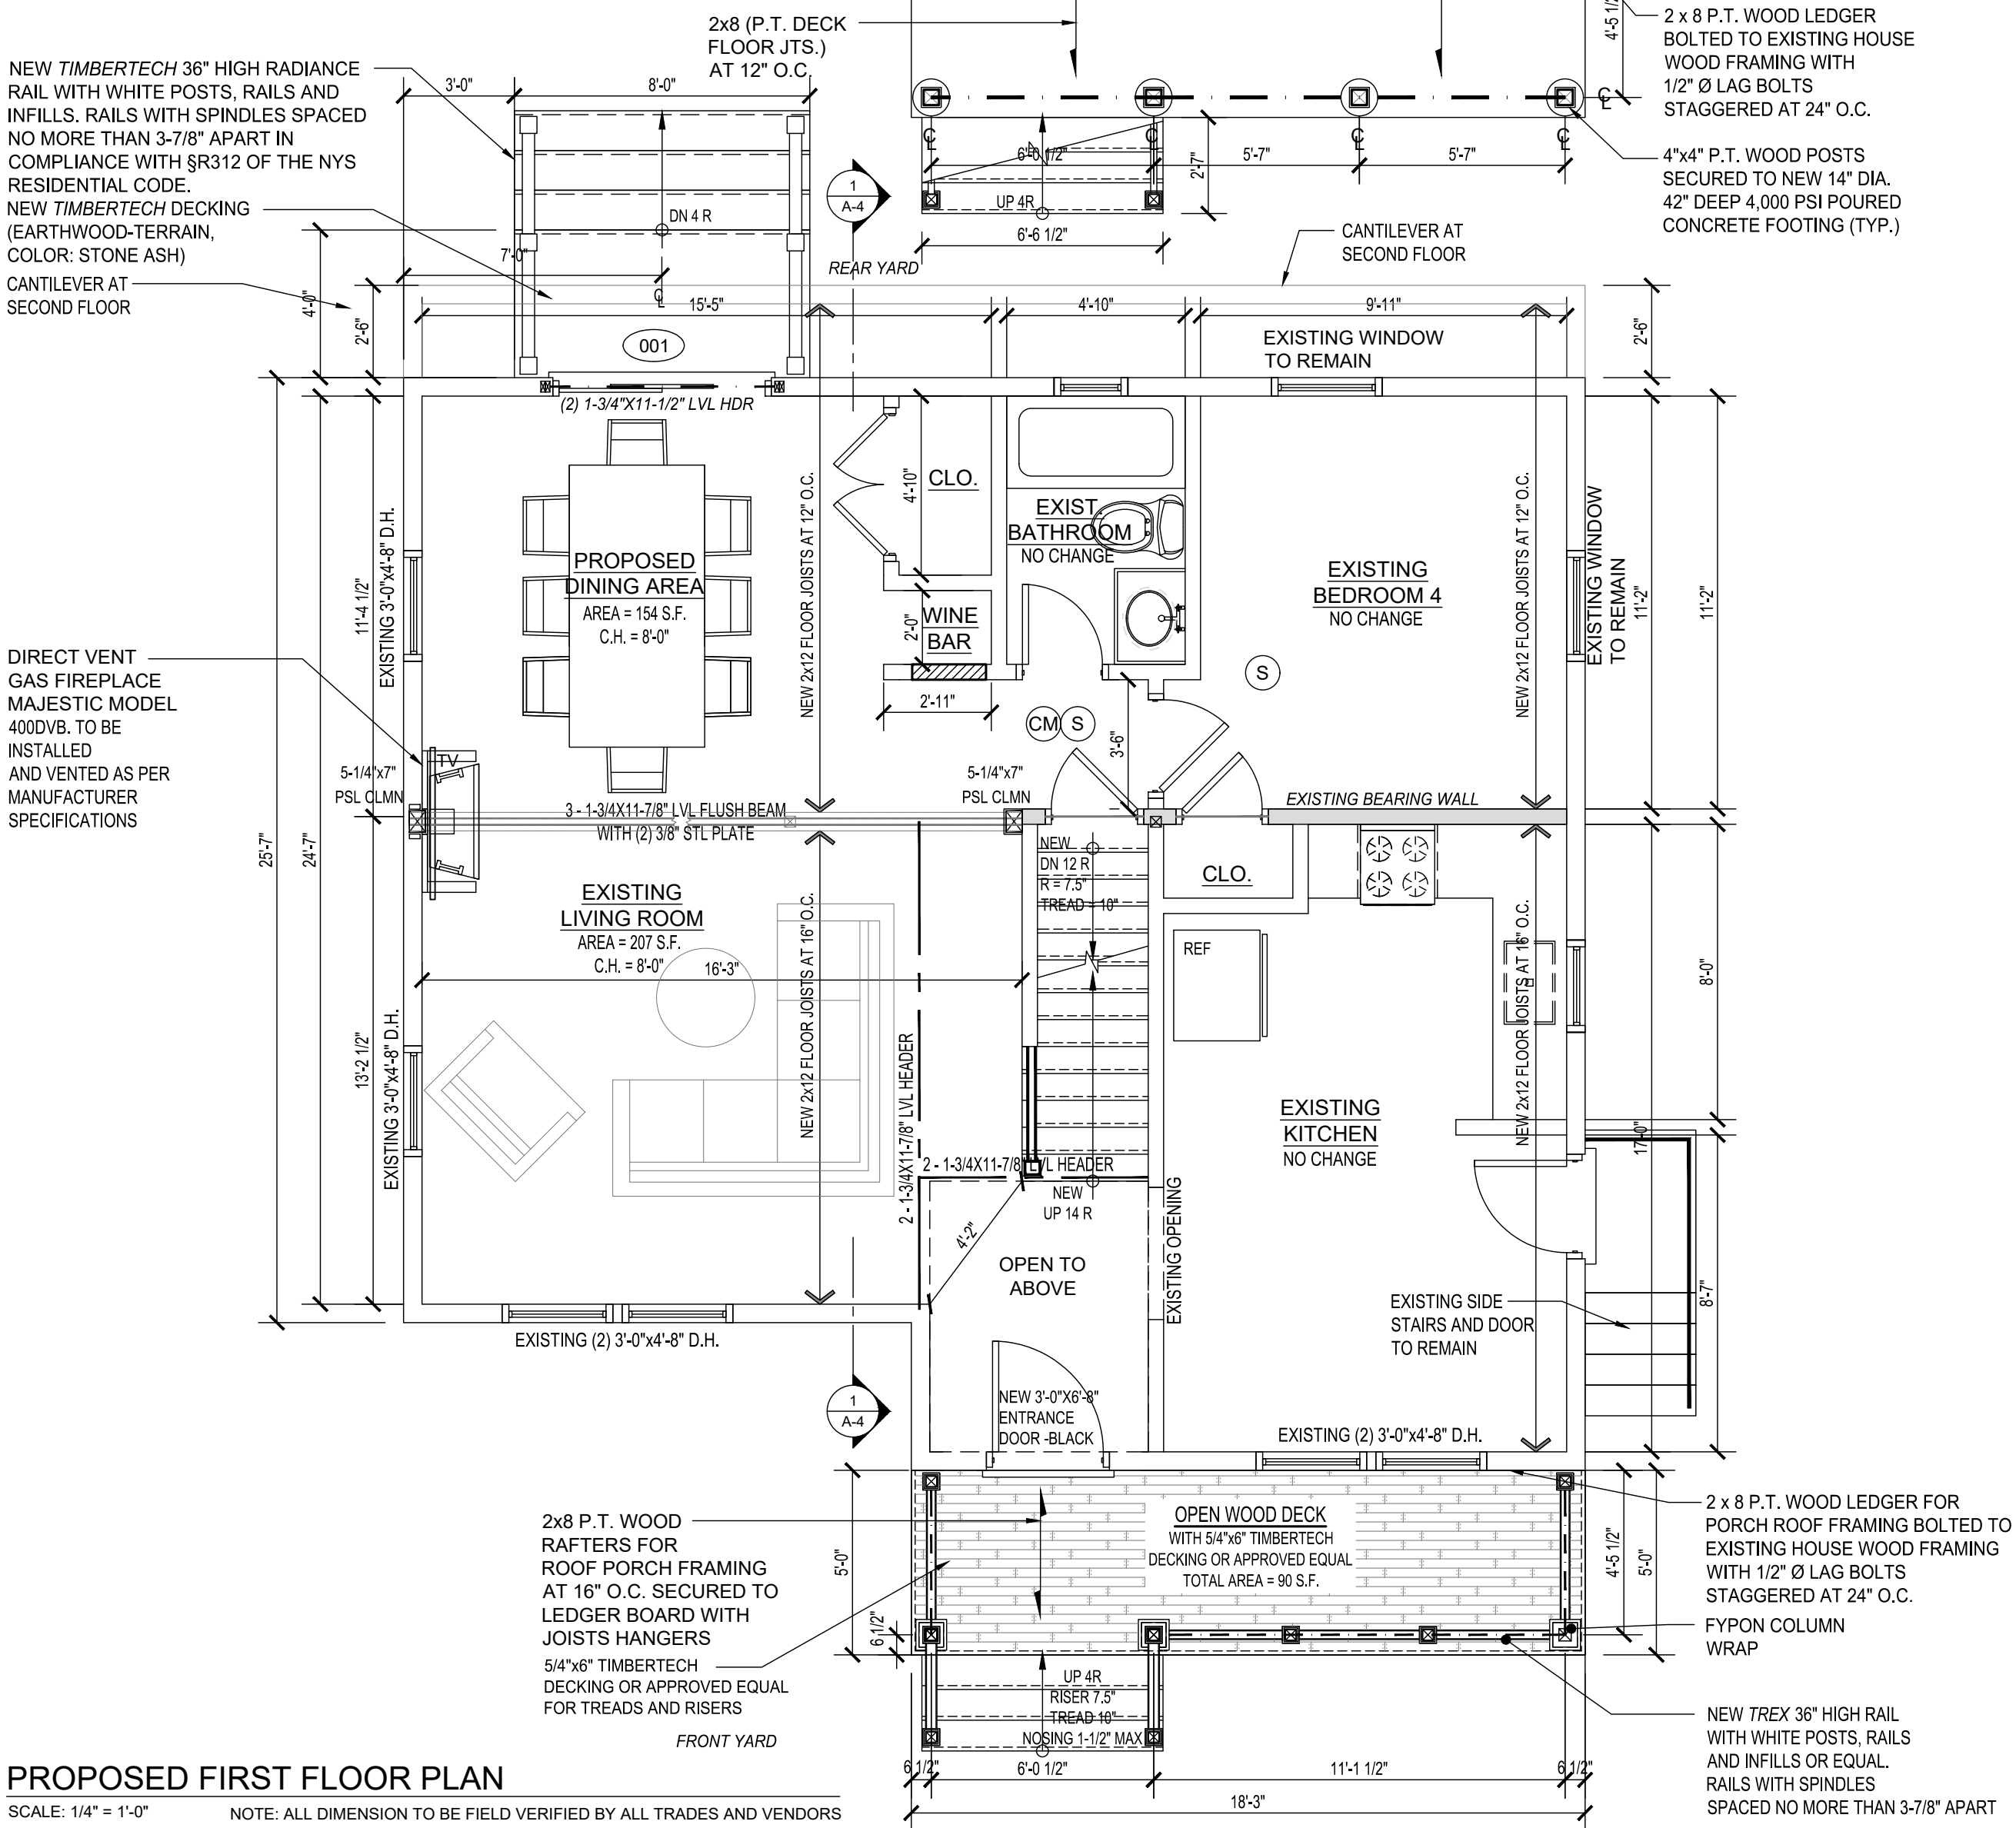 2x8 (P.T. DECK
FLOOR JTS.)
AT 12" O.C.
2 x 8 P.T. WOOD LEDGER
BOLTED TO EXISTING HOUSE
WOOD FRAMING WITH
1/2" Ø LAG BOLTS
STAGGERED AT 24" O.C.
NEW TIMBERTECH 36" HIGH RADIANCE
RAIL WITH WHITE POSTS, RAILS AND
INFILLS. RAILS WITH SPINDLES SPACED
NO MORE THAN 3-7/8" APART IN
COMPLIANCE WITH §R312 OF THE NYS
RESIDENTIAL CODE.
NEW TIMBERTECH DECKING
(EARTHWOOD-TERRAIN,
COLOR: STONE ASH)
CANTILEVER AT
SECOND FLOOR
3'-0"
8'-0"
DN 4 R
7'-0"
4'-0"
2'-6"
15'-5"
001
1
A-4
REAR YARD
6'-0 1/2"
5'-7"
5'-7"
2'-7"
UP 4R
6'-6 1/2"
4"x4" P.T. WOOD POSTS
SECURED TO NEW 14" DIA.
42" DEEP 4,000 PSI POURED
CONCRETE FOOTING (TYP.)
CANTILEVER AT
SECOND FLOOR
4'-10"
9'-11"
EXISTING WINDOW
TO REMAIN
2'-6"
(2) 1-3/4"X11-1/2" LVL HDR
PROPOSED
DINING AREA
AREA = 154 S.F.
C.H. = 8'-0"
CLO.
4'-10"
WINE
BAR
2'-0"
2'-11"
EXIST.
BATHROOM
NO CHANGE
EXISTING
BEDROOM 4
NO CHANGE
S
CM
S
3'-6"
NEW 2x12 FLOOR JOISTS AT 12" O.C.
NEW 2x12 FLOOR JOISTS AT 12" O.C.
EXISTING WINDOW
TO REMAIN
11'-2"
11'-2"
EXISTING 3'-0"x4'-8" D.H.
11'-4 1/2"
25'-7"
24'-7"
DIRECT VENT
GAS FIREPLACE
MAJESTIC MODEL
400DVB. TO BE
INSTALLED
AND VENTED AS PER
MANUFACTURER
SPECIFICATIONS
TV
5-1/4"x7"
PSL CLMN
5-1/4"x7"
PSL CLMN
3 - 1-3/4X11-7/8" LVL FLUSH BEAM
WITH (2) 3/8" STL PLATE
EXISTING BEARING WALL
EXISTING
LIVING ROOM
AREA = 207 S.F.
C.H. = 8'-0"
16'-3"
NEW
DN 12 R
R = 7.5"
TREAD = 10"
CLO.
REF
EXISTING
KITCHEN
NO CHANGE
NEW 2x12 FLOOR JOISTS AT 16" O.C.
NEW 2x12 FLOOR JOISTS AT 16" O.C.
2 - 1-3/4X11-7/8" LVL HEADER
2 - 1-3/4X11-7/8" LVL HEADER
NEW
UP 14 R
4'-2"
OPEN TO
ABOVE
EXISTING OPENING
8'-0"
17'-0"
8'-7"
EXISTING 3'-0"x4'-8" D.H.
13'-2 1/2"
EXISTING (2) 3'-0"x4'-8" D.H.
EXISTING SIDE
STAIRS AND DOOR
TO REMAIN
1
A-4
NEW 3'-0"X6'-8"
ENTRANCE
DOOR -BLACK
EXISTING (2) 3'-0"x4'-8" D.H.
2x8 P.T. WOOD
RAFTERS FOR
ROOF PORCH FRAMING
AT 16" O.C. SECURED TO
LEDGER BOARD WITH
JOISTS HANGERS
5/4"x6" TIMBERTECH
DECKING OR APPROVED EQUAL
FOR TREADS AND RISERS
FRONT YARD
5'-0"
6 1/2"
OPEN WOOD DECK
WITH 5/4"x6" TIMBERTECH
DECKING OR APPROVED EQUAL
TOTAL AREA = 90 S.F.
4'-5 1/2"
5'-0"
2 x 8 P.T. WOOD LEDGER FOR
PORCH ROOF FRAMING BOLTED TO
EXISTING HOUSE WOOD FRAMING
WITH 1/2" Ø LAG BOLTS
STAGGERED AT 24" O.C.
FYPON COLUMN
WRAP
UP 4R
RISER 7.5"
TREAD 10"
NOSING 1-1/2" MAX
NEW TREX 36" HIGH RAIL
WITH WHITE POSTS, RAILS
AND INFILLS OR EQUAL.
RAILS WITH SPINDLES
SPACED NO MORE THAN 3-7/8" APART
6 1/2"
6'-0 1/2"
11'-1 1/2"
6 1/2"
18'-3"
PROPOSED FIRST FLOOR PLAN
SCALE: 1/4" = 1'-0"
NOTE: ALL DIMENSION TO BE FIELD VERIFIED BY ALL TRADES AND VENDORS